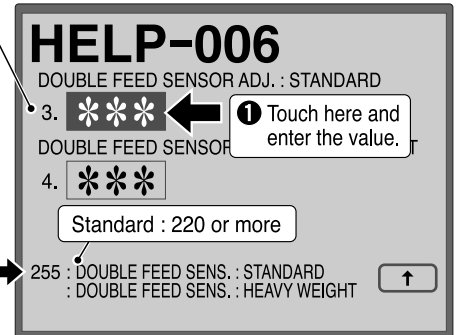 HELP-006
DOUBLE FEED SENSOR ADJ. : STANDARD
3. ***
❶ Touch here and
enter the value.
DOUBLE FEED SENSOR
4. ***
Standard : 220 or more
255 : DOUBLE FEED SENS. : STANDARD
: DOUBLE FEED SENS. : HEAVY WEIGHT